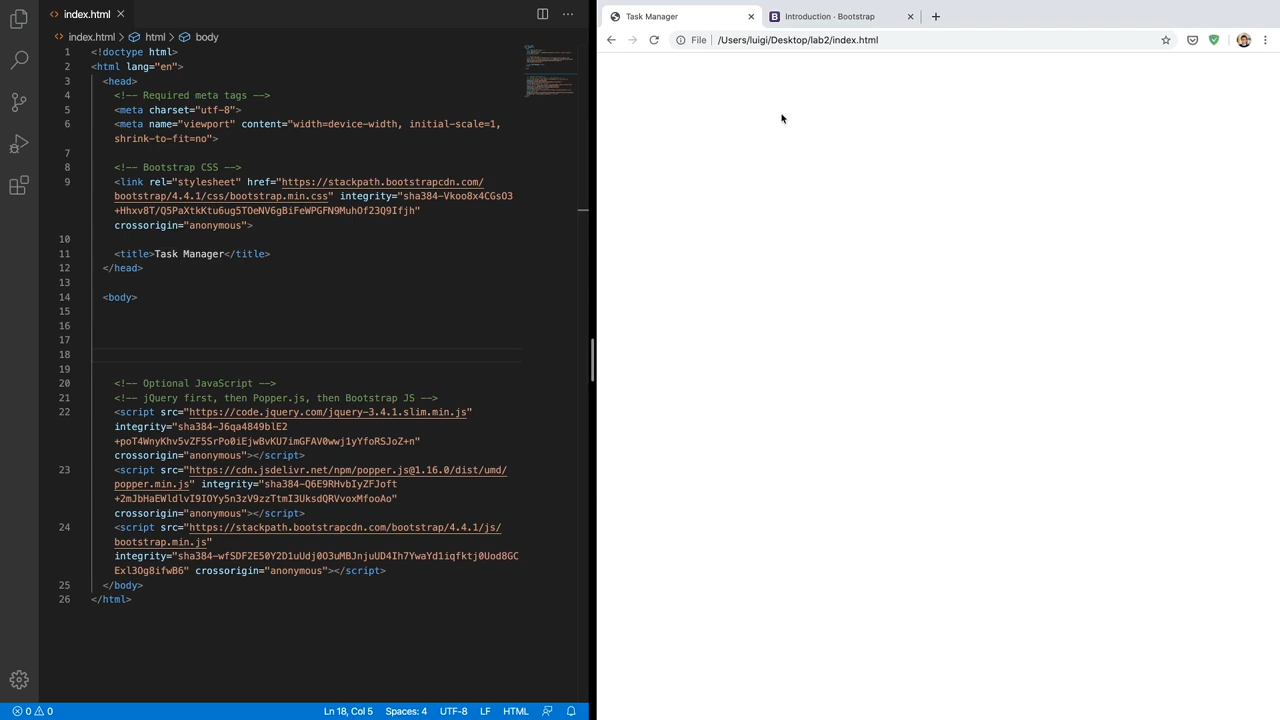 index.html
index.html html body
1 <!doctype html>
2 <html lang="en">
3 <head>
4 <!-- Required meta tags -->
5 <meta charset="utf-8">
6 <meta name="viewport" content="width=device-width, initial-scale=1,
shrink-to-fit=no">
7
8 <!-- Bootstrap CSS -->
9 <link rel="stylesheet" href="https://stackpath.bootstrapcdn.com/
bootstrap/4.4.1/css/bootstrap.min.css" integrity="sha384-Vkoo8x4CGsO3
+Hhxv8T/Q5PaXtkKtu6ug5TOeNV6gBiFeWPGFN9MuhOf23Q9Ifjh"
crossorigin="anonymous">
10
11 <title>Task Manager</title>
12 </head>
13
14 <body>
15
16
17
18
19
20 <!-- Optional JavaScript -->
21 <!-- jQuery first, then Popper.js, then Bootstrap JS -->
22 <script src="https://code.jquery.com/jquery-3.4.1.slim.min.js"
integrity="sha384-J6qa4849blE2
+poT4WnyKhv5vZF5SrPo0iEjwBvKU7imGFAV0wwj1yYfoRSJoZ+n"
crossorigin="anonymous"></script>
23 <script src="https://cdn.jsdelivr.net/npm/popper.js@1.16.0/dist/umd/
popper.min.js" integrity="sha384-Q6E9RHvbIyZFJoft
+2mJbHaEWldlvI9IOYy5n3zV9zzTtmI3UksdQRVvoxMfooAo"
crossorigin="anonymous"></script>
24 <script src="https://stackpath.bootstrapcdn.com/bootstrap/4.4.1/js/
bootstrap.min.js"
integrity="sha384-wfSDF2E50Y2D1uUdj0O3uMBJnjuUD4Ih7YwaYd1iqfktj0Uod8GC
Exl3Og8ifwB6" crossorigin="anonymous"></script>
25 </body>
26 </html>
0 0
Ln 18, Col 5
Spaces: 4
UTF-8
LF
HTML
Task Manager
Introduction · Bootstrap
File
/Users/luigi/Desktop/lab2/index.html